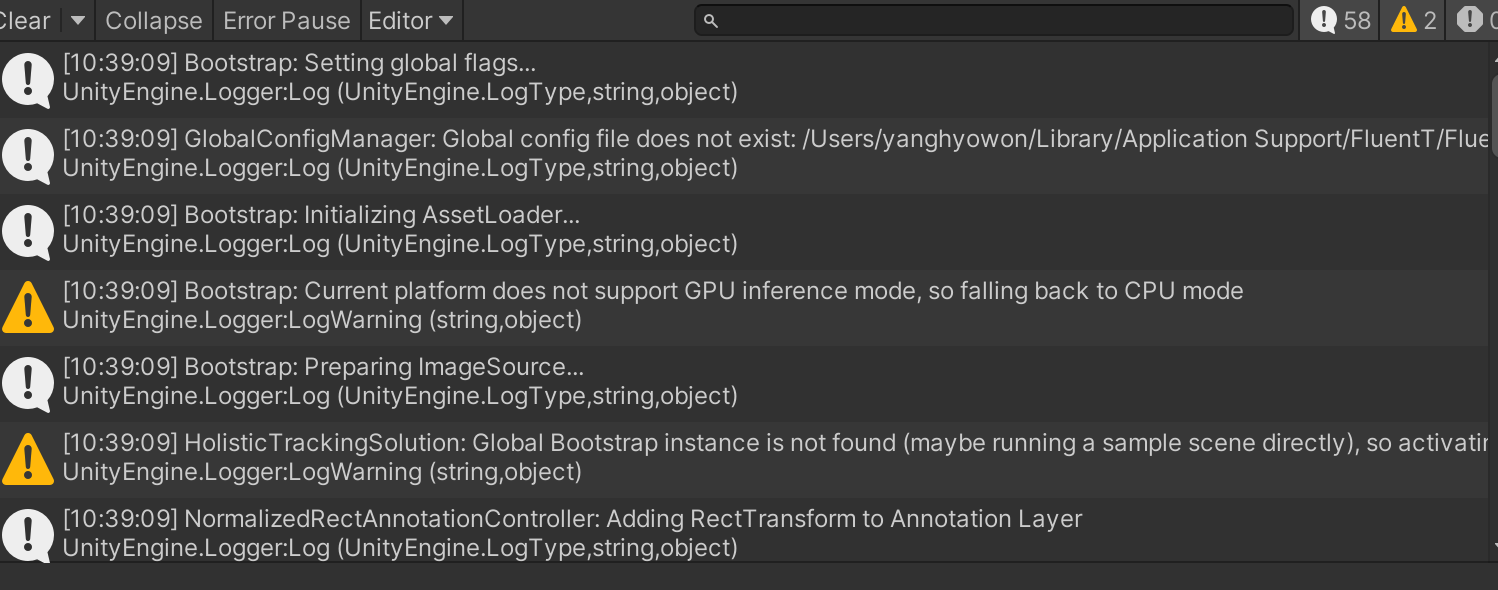 Clear
Collapse
Error Pause
Editor
58
2
[10:39:09] Bootstrap: Setting global flags...
UnityEngine.Logger:Log (UnityEngine.LogType,string,object)
[10:39:09] GlobalConfigManager: Global config file does not exist: /Users/yanghyowon/Library/Application Support/FluentT/Flue
UnityEngine.Logger:Log (UnityEngine.LogType,string,object)
[10:39:09] Bootstrap: Initializing AssetLoader...
UnityEngine.Logger:Log (UnityEngine.LogType,string,object)
[10:39:09] Bootstrap: Current platform does not support GPU inference mode, so falling back to CPU mode
UnityEngine.Logger:LogWarning (string,object)
[10:39:09] Bootstrap: Preparing ImageSource...
UnityEngine.Logger:Log (UnityEngine.LogType,string,object)
[10:39:09] HolisticTrackingSolution: Global Bootstrap instance is not found (maybe running a sample scene directly), so activatin
UnityEngine.Logger:LogWarning (string,object)
[10:39:09] NormalizedRectAnnotationController: Adding RectTransform to Annotation Layer
UnityEngine.Logger:Log (UnityEngine.LogType,string,object)